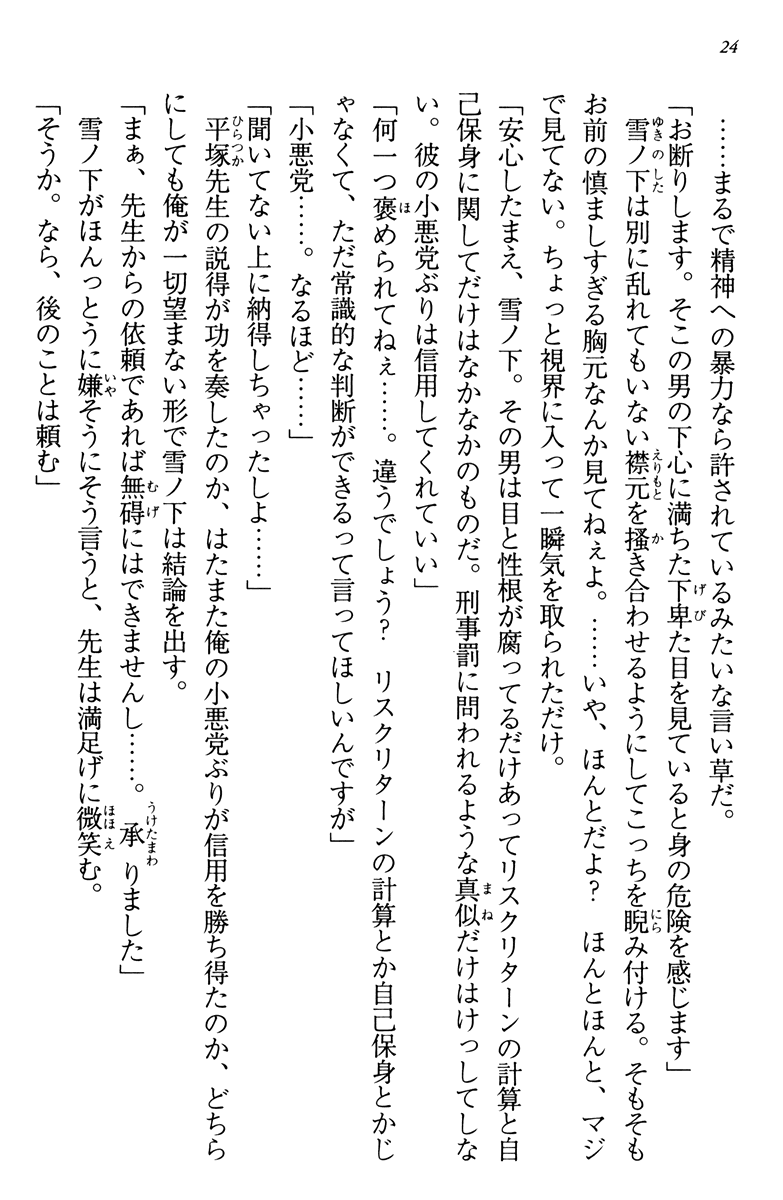 24
……まるで精神への暴力なら許されているみたいな言い草だ。
「お断りします。そこの男の下心に満ちた下卑た目を見ていると身の危険を感じます」
雪ノ下は別に乱れてもいない襟元を掻き合わせるようにしてこっちを睨み付ける。そもそも
お前の慎ましすぎる胸元なんか見てねぇよ。……いや、ほんとだよ？　ほんとほんと、マジ
で見てない。ちょっと視界に入って一瞬気を取られただけ。
「安心したまえ、雪ノ下。その男は目と性根が腐ってるだけあってリスクリターンの計算と自
己保身に関してだけはなかなかのものだ。刑事罰に問われるような真似だけはけっしてしな
い。彼の小悪党ぶりは信用してくれていい」
「何一つ褒められてねぇ……。違うでしょう？　リスクリターンの計算とか自己保身とかじ
ゃなくて、ただ常識的な判断ができるって言ってほしいんですが」
「小悪党……。なるほど……」
「聞いてない上に納得しちゃったしよ……」
平塚先生の説得が功を奏したのか、はたまた俺の小悪党ぶりが信用を勝ち得たのか、どちら
にしても俺が一切望まない形で雪ノ下は結論を出す。
「まぁ、先生からの依頼であれば無碍にはできませんし……。承りました」
雪ノ下がほんっとうに嫌そうにそう言うと、先生は満足げに微笑む。
「そうか。なら、後のことは頼む」